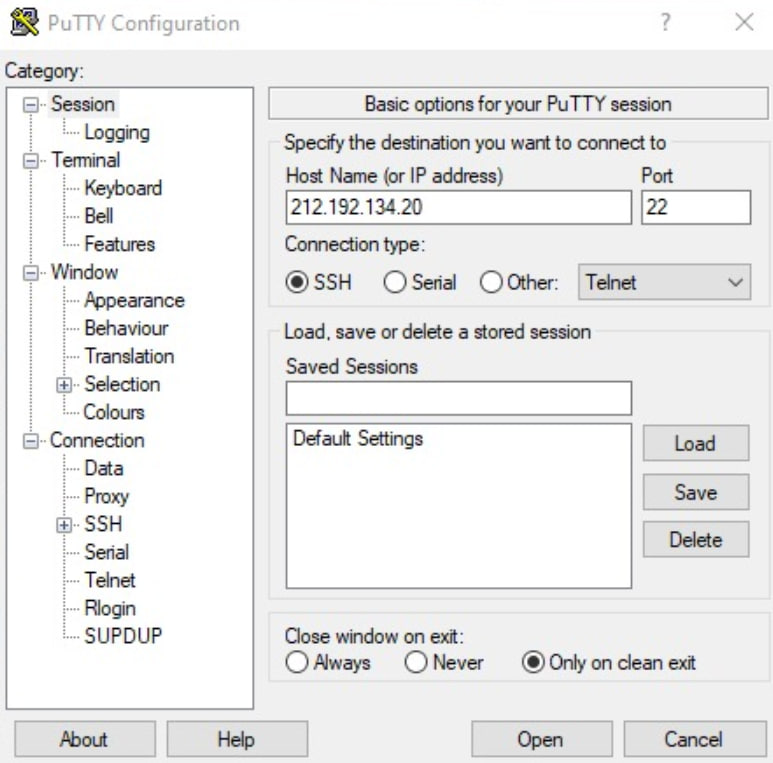 PuTTY Configuration
?
Category:
Session
Logging
Terminal
Keyboard
Bell
Features
Window
Appearance
Behaviour
Translation
Selection
Colours
Connection
Data
Proxy
SSH
Serial
Telnet
Rlogin
SUPDUP
Basic options for your PuTTY session
Specify the destination you want to connect to
Host Name (or IP address) Port
212.192.134.20 22
Connection type:
SSH Serial Other: Telnet
Load, save or delete a stored session
Saved Sessions
Default Settings
Load
Save
Delete
Close window on exit:
Always Never Only on clean exit
About Help Open Cancel